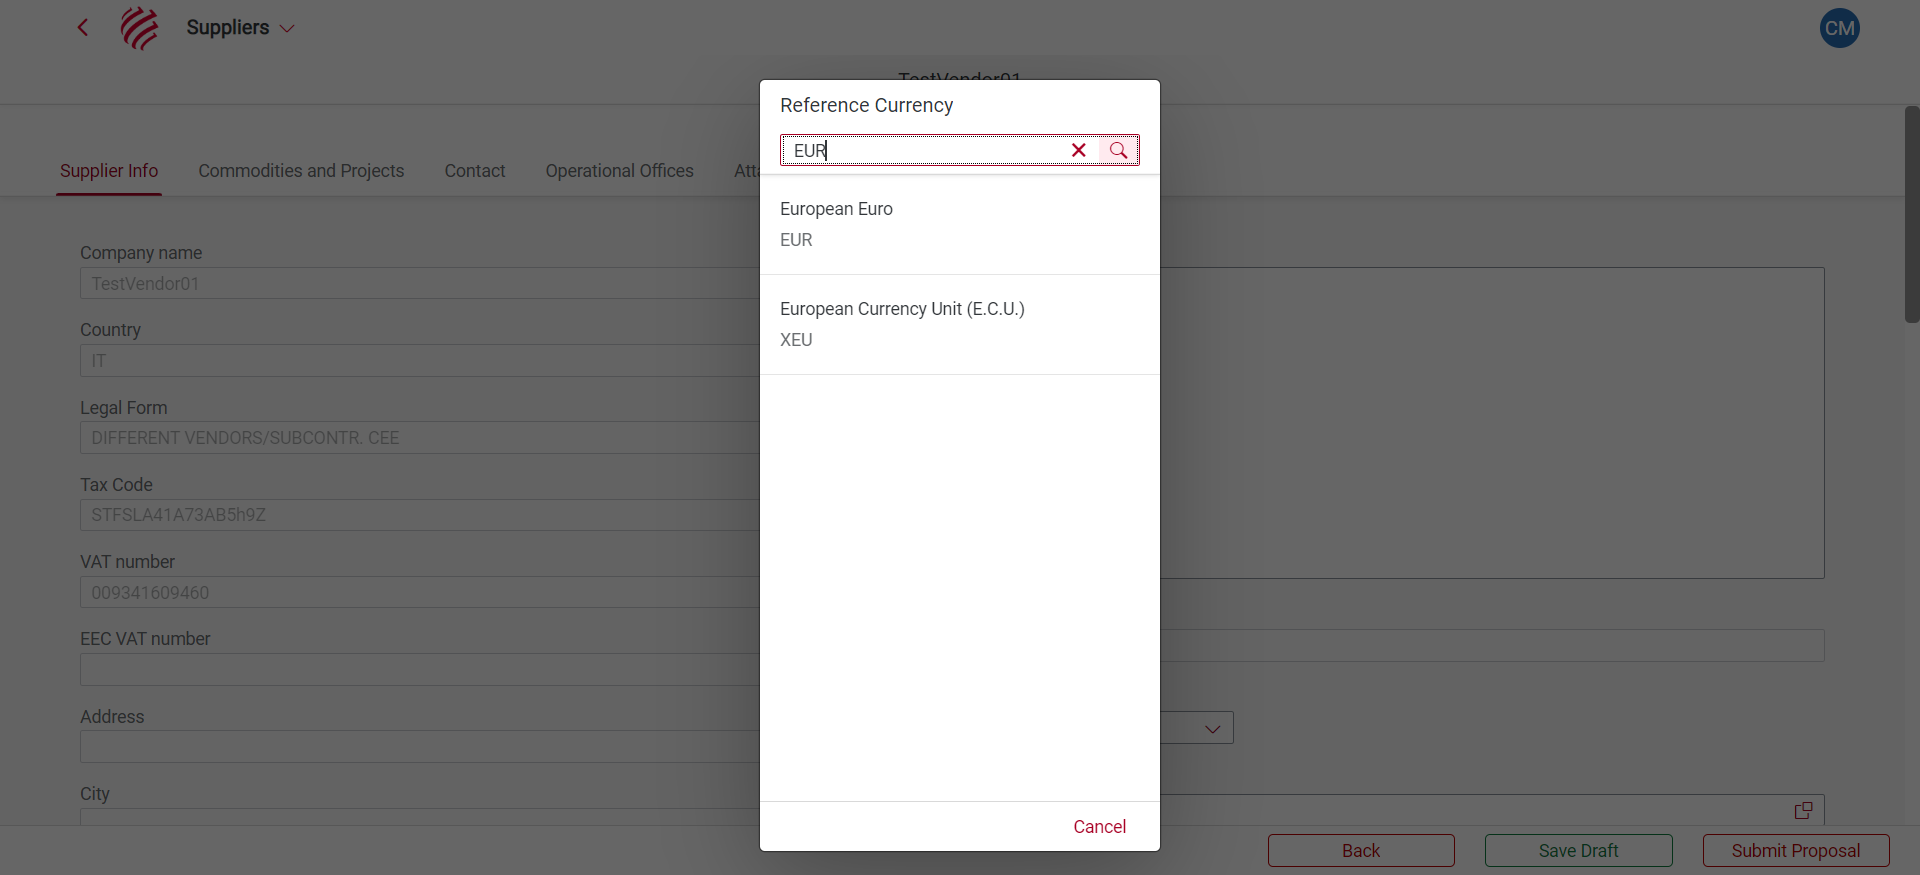 Suppliers
CM
TestVendor01
Reference Currency
EUR
Supplier Info
Commodities and Projects
Contact
Operational Offices
European Euro
EUR
European Currency Unit (E.C.U.)
XEU
Cancel
Company name
TestVendor01
Country
IT
Legal Form
DIFFERENT VENDORS/SUBCONTR. CEE
Tax Code
STFSLA41A73AB5h9Z
VAT number
009341609460
EEC VAT number
Address
City
Back
Save Draft
Submit Proposal